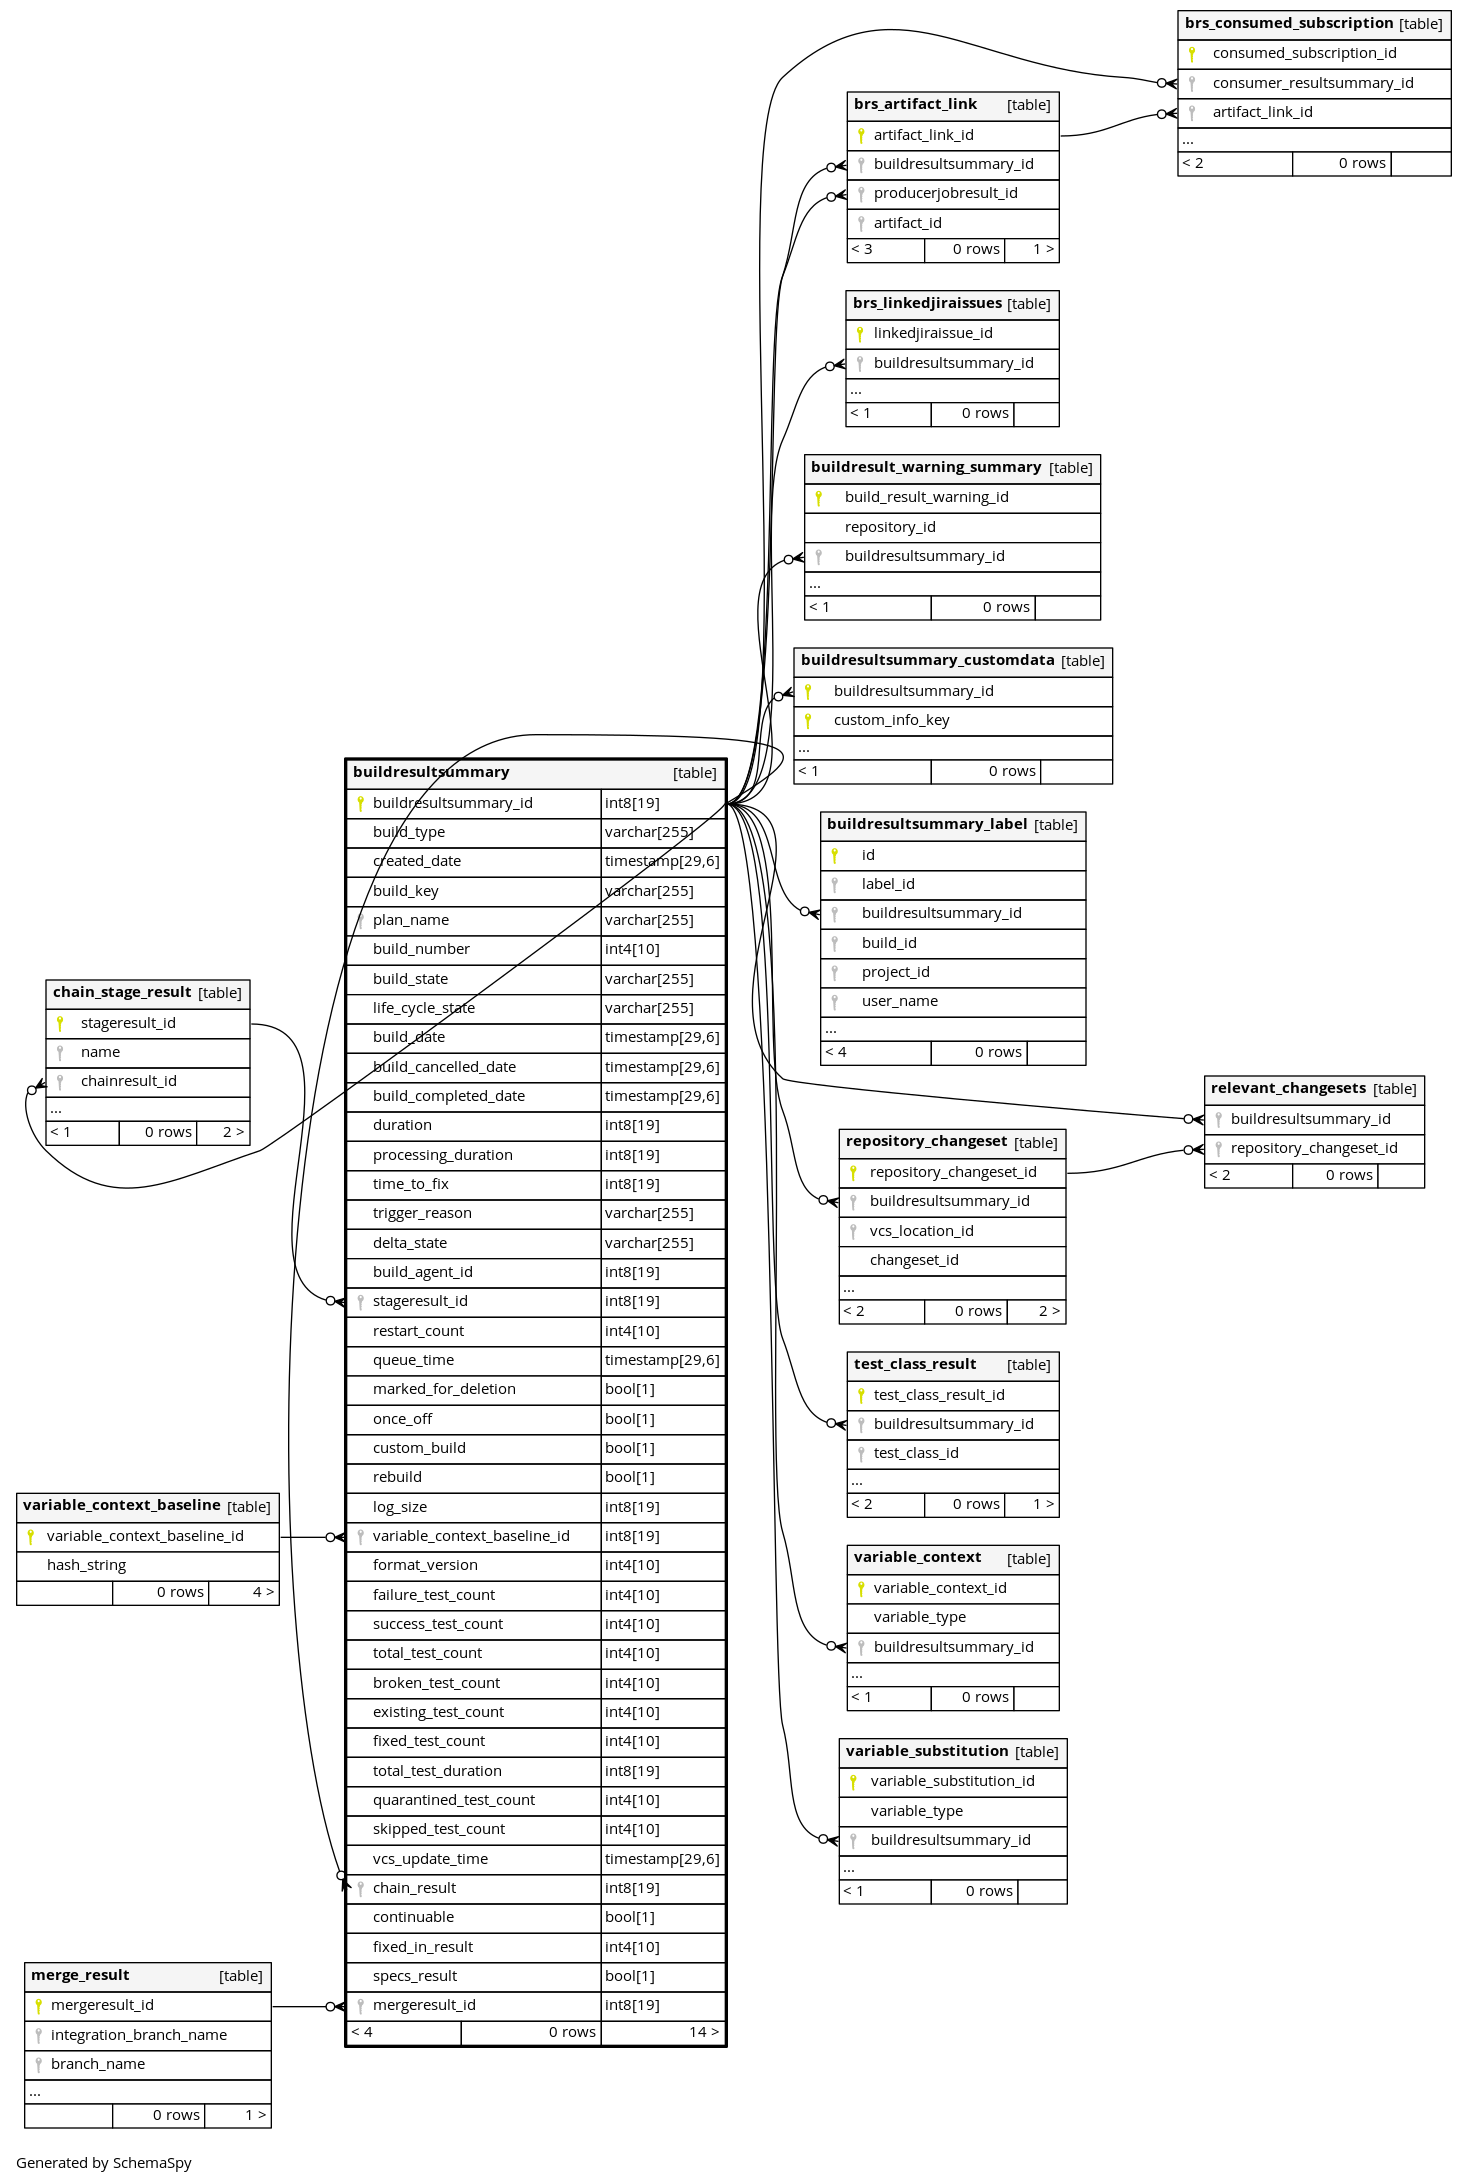 brs_consumed_subscription [table]
consumed_subscription_id
consumer_resultsummary_id
artifact_link_id
...
< 2 0 rows
brs_artifact_link [table]
artifact_link_id
buildresultsummary_id
producerjobresult_id
artifact_id
< 3 0 rows 1 >
brs_linkedjiraissues [table]
linkedjiraissue_id
buildresultsummary_id
...
< 1 0 rows
buildresult_warning_summary [table]
build_result_warning_id
repository_id
buildresultsummary_id
...
< 1 0 rows
buildresultsummary_customdata [table]
buildresultsummary_id
custom_info_key
...
< 1 0 rows
buildresultsummary [table]
buildresultsummary_id int8[19]
build_type varchar[255]
created_date timestamp[29,6]
build_key varchar[255]
plan_name varchar[255]
build_number int4[10]
build_state varchar[255]
life_cycle_state varchar[255]
build_date timestamp[29,6]
build_cancelled_date timestamp[29,6]
build_completed_date timestamp[29,6]
duration int8[19]
processing_duration int8[19]
time_to_fix int8[19]
trigger_reason varchar[255]
delta_state varchar[255]
build_agent_id int8[19]
stageresult_id int8[19]
restart_count int4[10]
queue_time timestamp[29,6]
marked_for_deletion bool[1]
once_off bool[1]
custom_build bool[1]
rebuild bool[1]
log_size int8[19]
variable_context_baseline_id int8[19]
format_version int4[10]
failure_test_count int4[10]
success_test_count int4[10]
total_test_count int4[10]
broken_test_count int4[10]
existing_test_count int4[10]
fixed_test_count int4[10]
total_test_duration int8[19]
quarantined_test_count int4[10]
skipped_test_count int4[10]
vcs_update_time timestamp[29,6]
chain_result int8[19]
continuable bool[1]
fixed_in_result int4[10]
specs_result bool[1]
mergeresult_id int8[19]
< 4 0 rows 14 >
buildresultsummary_label [table]
id
label_id
buildresultsummary_id
build_id
project_id
user_name
...
< 4 0 rows
chain_stage_result [table]
stageresult_id
name
chainresult_id
...
< 1 0 rows 2 >
relevant_changesets [table]
buildresultsummary_id
repository_changeset_id
< 2 0 rows
repository_changeset [table]
repository_changeset_id
buildresultsummary_id
vcs_location_id
changeset_id
...
< 2 0 rows 2 >
test_class_result [table]
test_class_result_id
buildresultsummary_id
test_class_id
...
< 2 0 rows 1 >
variable_context_baseline [table]
variable_context_baseline_id
hash_string
0 rows 4 >
variable_context [table]
variable_context_id
variable_type
buildresultsummary_id
...
< 1 0 rows
variable_substitution [table]
variable_substitution_id
variable_type
buildresultsummary_id
...
< 1 0 rows
merge_result [table]
mergeresult_id
integration_branch_name
branch_name
...
0 rows 1 >
Generated by SchemaSpy